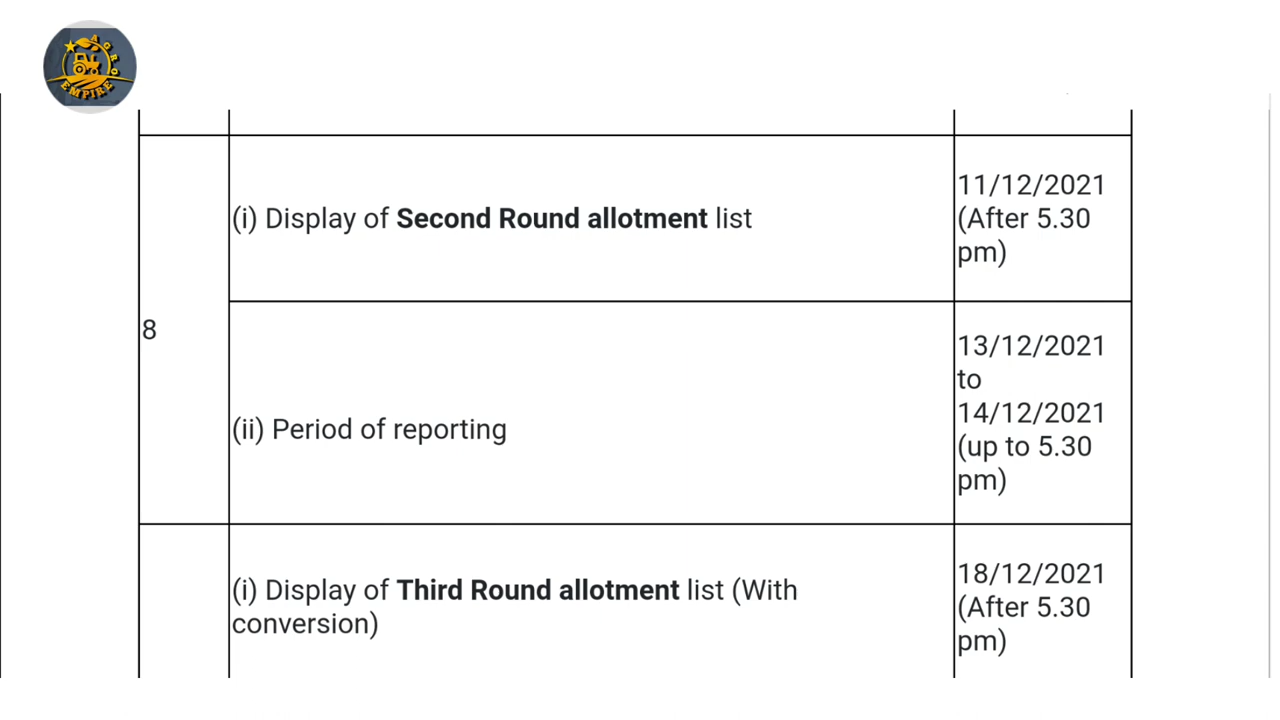 AGRO
EMPIRE
8
(i) Display of Second Round allotment list
11/12/2021
(After 5.30
pm)
(ii) Period of reporting
13/12/2021
to
14/12/2021
(up to 5.30
pm)
(i) Display of Third Round allotment list (With
conversion)
18/12/2021
(After 5.30
pm)